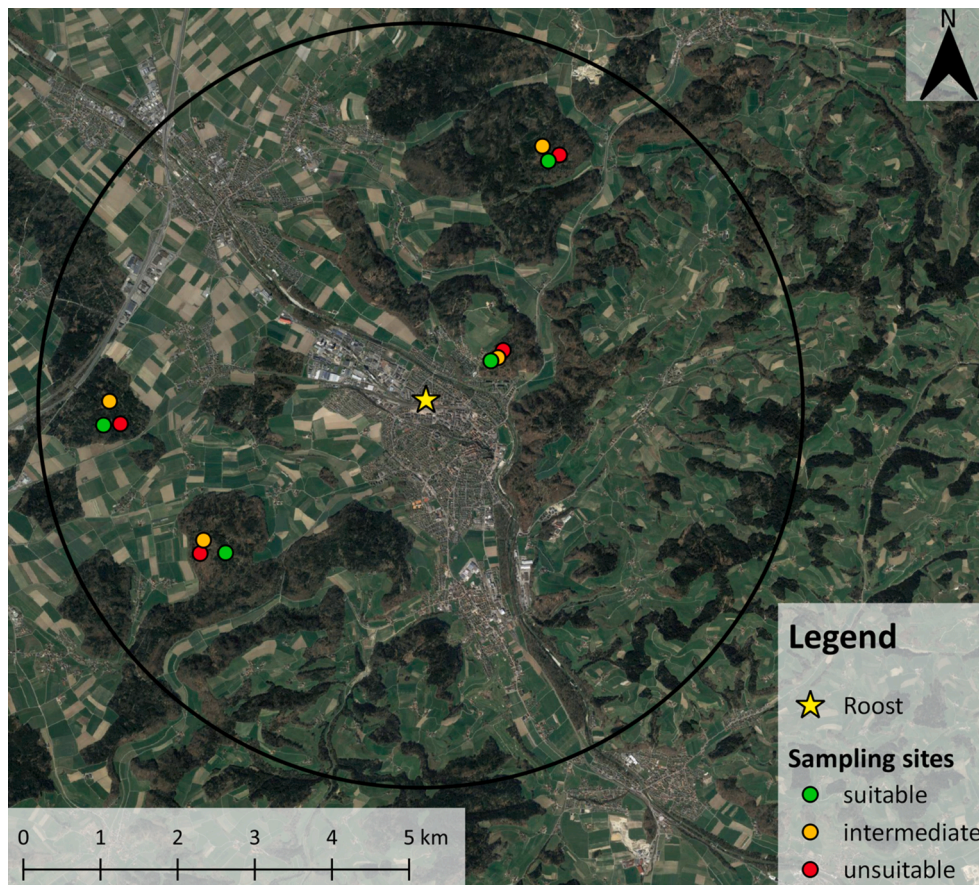 N
Legend
Roost
Sampling sites
suitable
intermediate
unsuitable
0 1 2 3 4 5 km